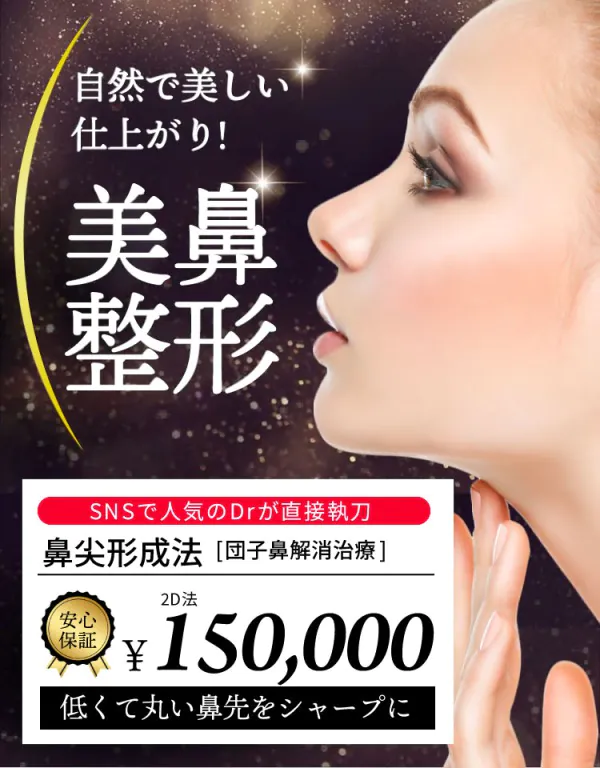 自然で美しい
仕上がり!
美鼻
整形
SNSで人気のDrが直接執刀
鼻尖形成法 [団子鼻解消治療]
安心
保証
2D法
¥150,000
低くて丸い鼻先をシャープに